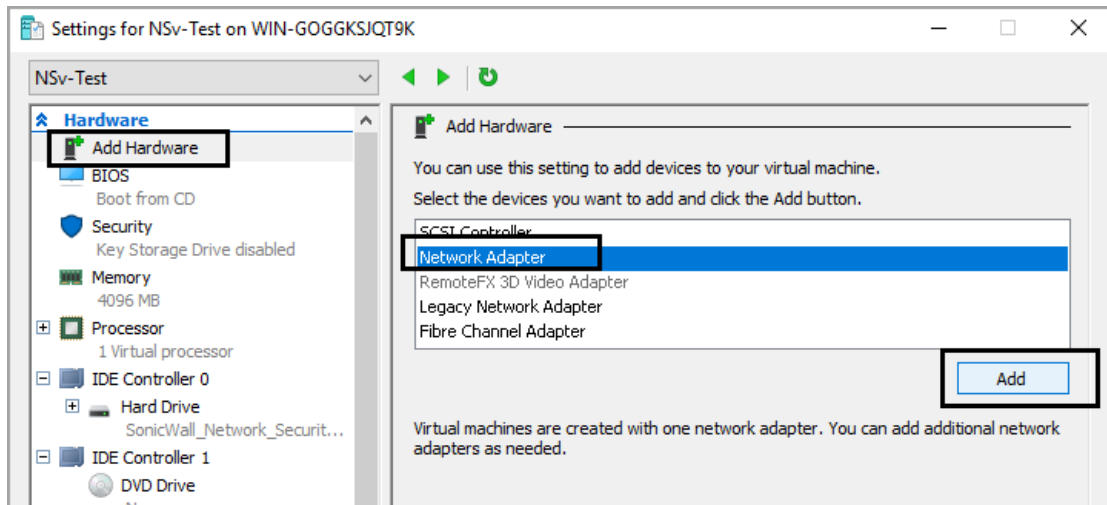 Settings for NSv-Test on WIN-GOGGKSJQT9K
NSv-Test
Hardware
Add Hardware
BIOS
Boot from CD
Security
Key Storage Drive disabled
Memory
4096 MB
Processor
1 Virtual processor
IDE Controller 0
Hard Drive
SonicWall_Network_Securit...
IDE Controller 1
DVD Drive
Add Hardware
You can use this setting to add devices to your virtual machine.
Select the devices you want to add and click the Add button.
SCSI Controller
Network Adapter
RemoteFX 3D Video Adapter
Legacy Network Adapter
Fibre Channel Adapter
Add
Virtual machines are created with one network adapter. You can add additional network
adapters as needed.